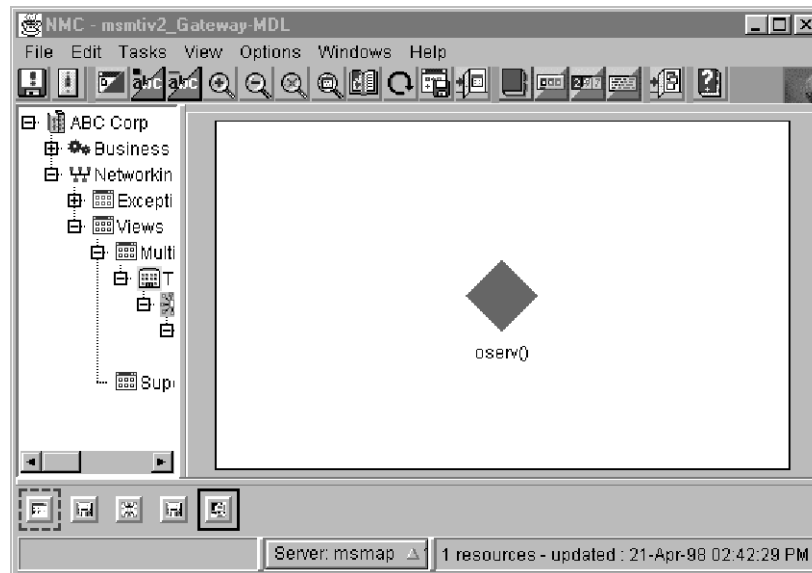 NMC - msmtiv2_Gateway-MDL
File Edit Tasks View Options Windows Help
ABC Corp
Business
Networkin
Excepti
Views
Multi
T
Sup
oserv()
Server: msmap
1 resources - updated : 21-Apr-98 02:42:29 PM